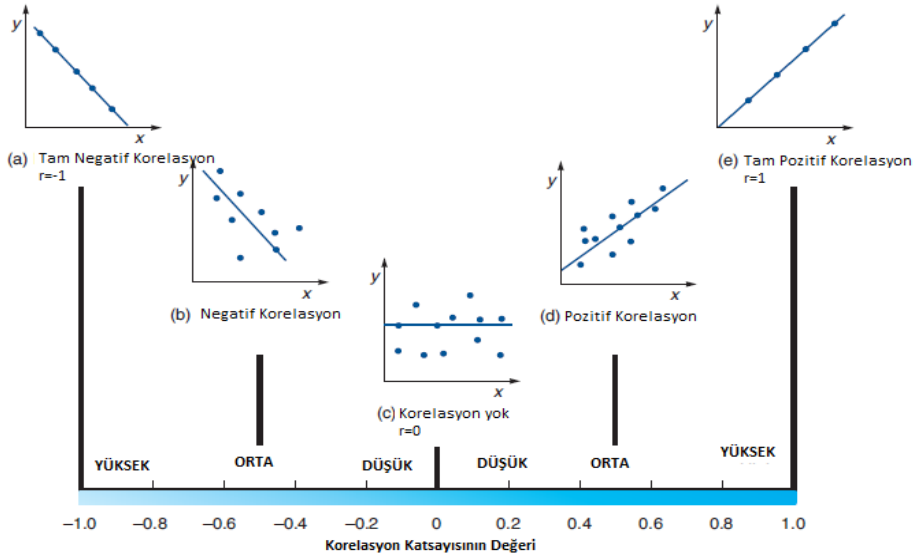 y
x
(a) Tam Negatif Korelasyon
r=-1
y
x
(b) Negatif Korelasyon
y
x
(c) Korelasyon yok
r=0
y
x
(d) Pozitif Korelasyon
y
x
(e) Tam Pozitif Korelasyon
r=1
YÜKSEK ORTA DÜŞÜK DÜŞÜK ORTA YÜKSEK
−1.0 −0.8 −0.6 −0.4 −0.2 0 0.2 0.4 0.6 0.8 1.0
Korelasyon Katsayısının Değeri